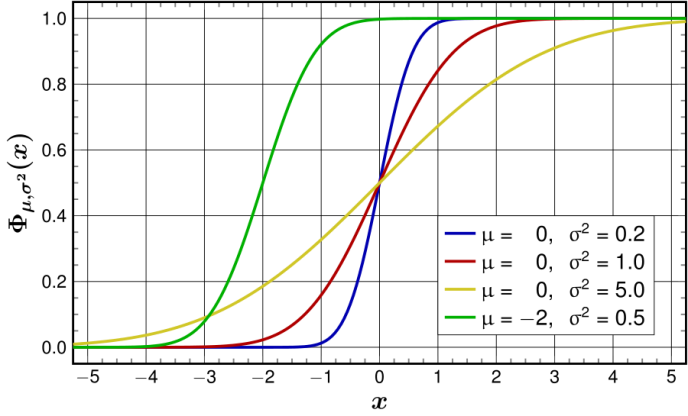 1.0
0.8
0.6
0.4
0.2
0.0
Φμ,σ²(x)
μ = 0, σ² = 0.2
μ = 0, σ² = 1.0
μ = 0, σ² = 5.0
μ = −2, σ² = 0.5
−5 −4 −3 −2 −1 0 1 2 3 4 5
x